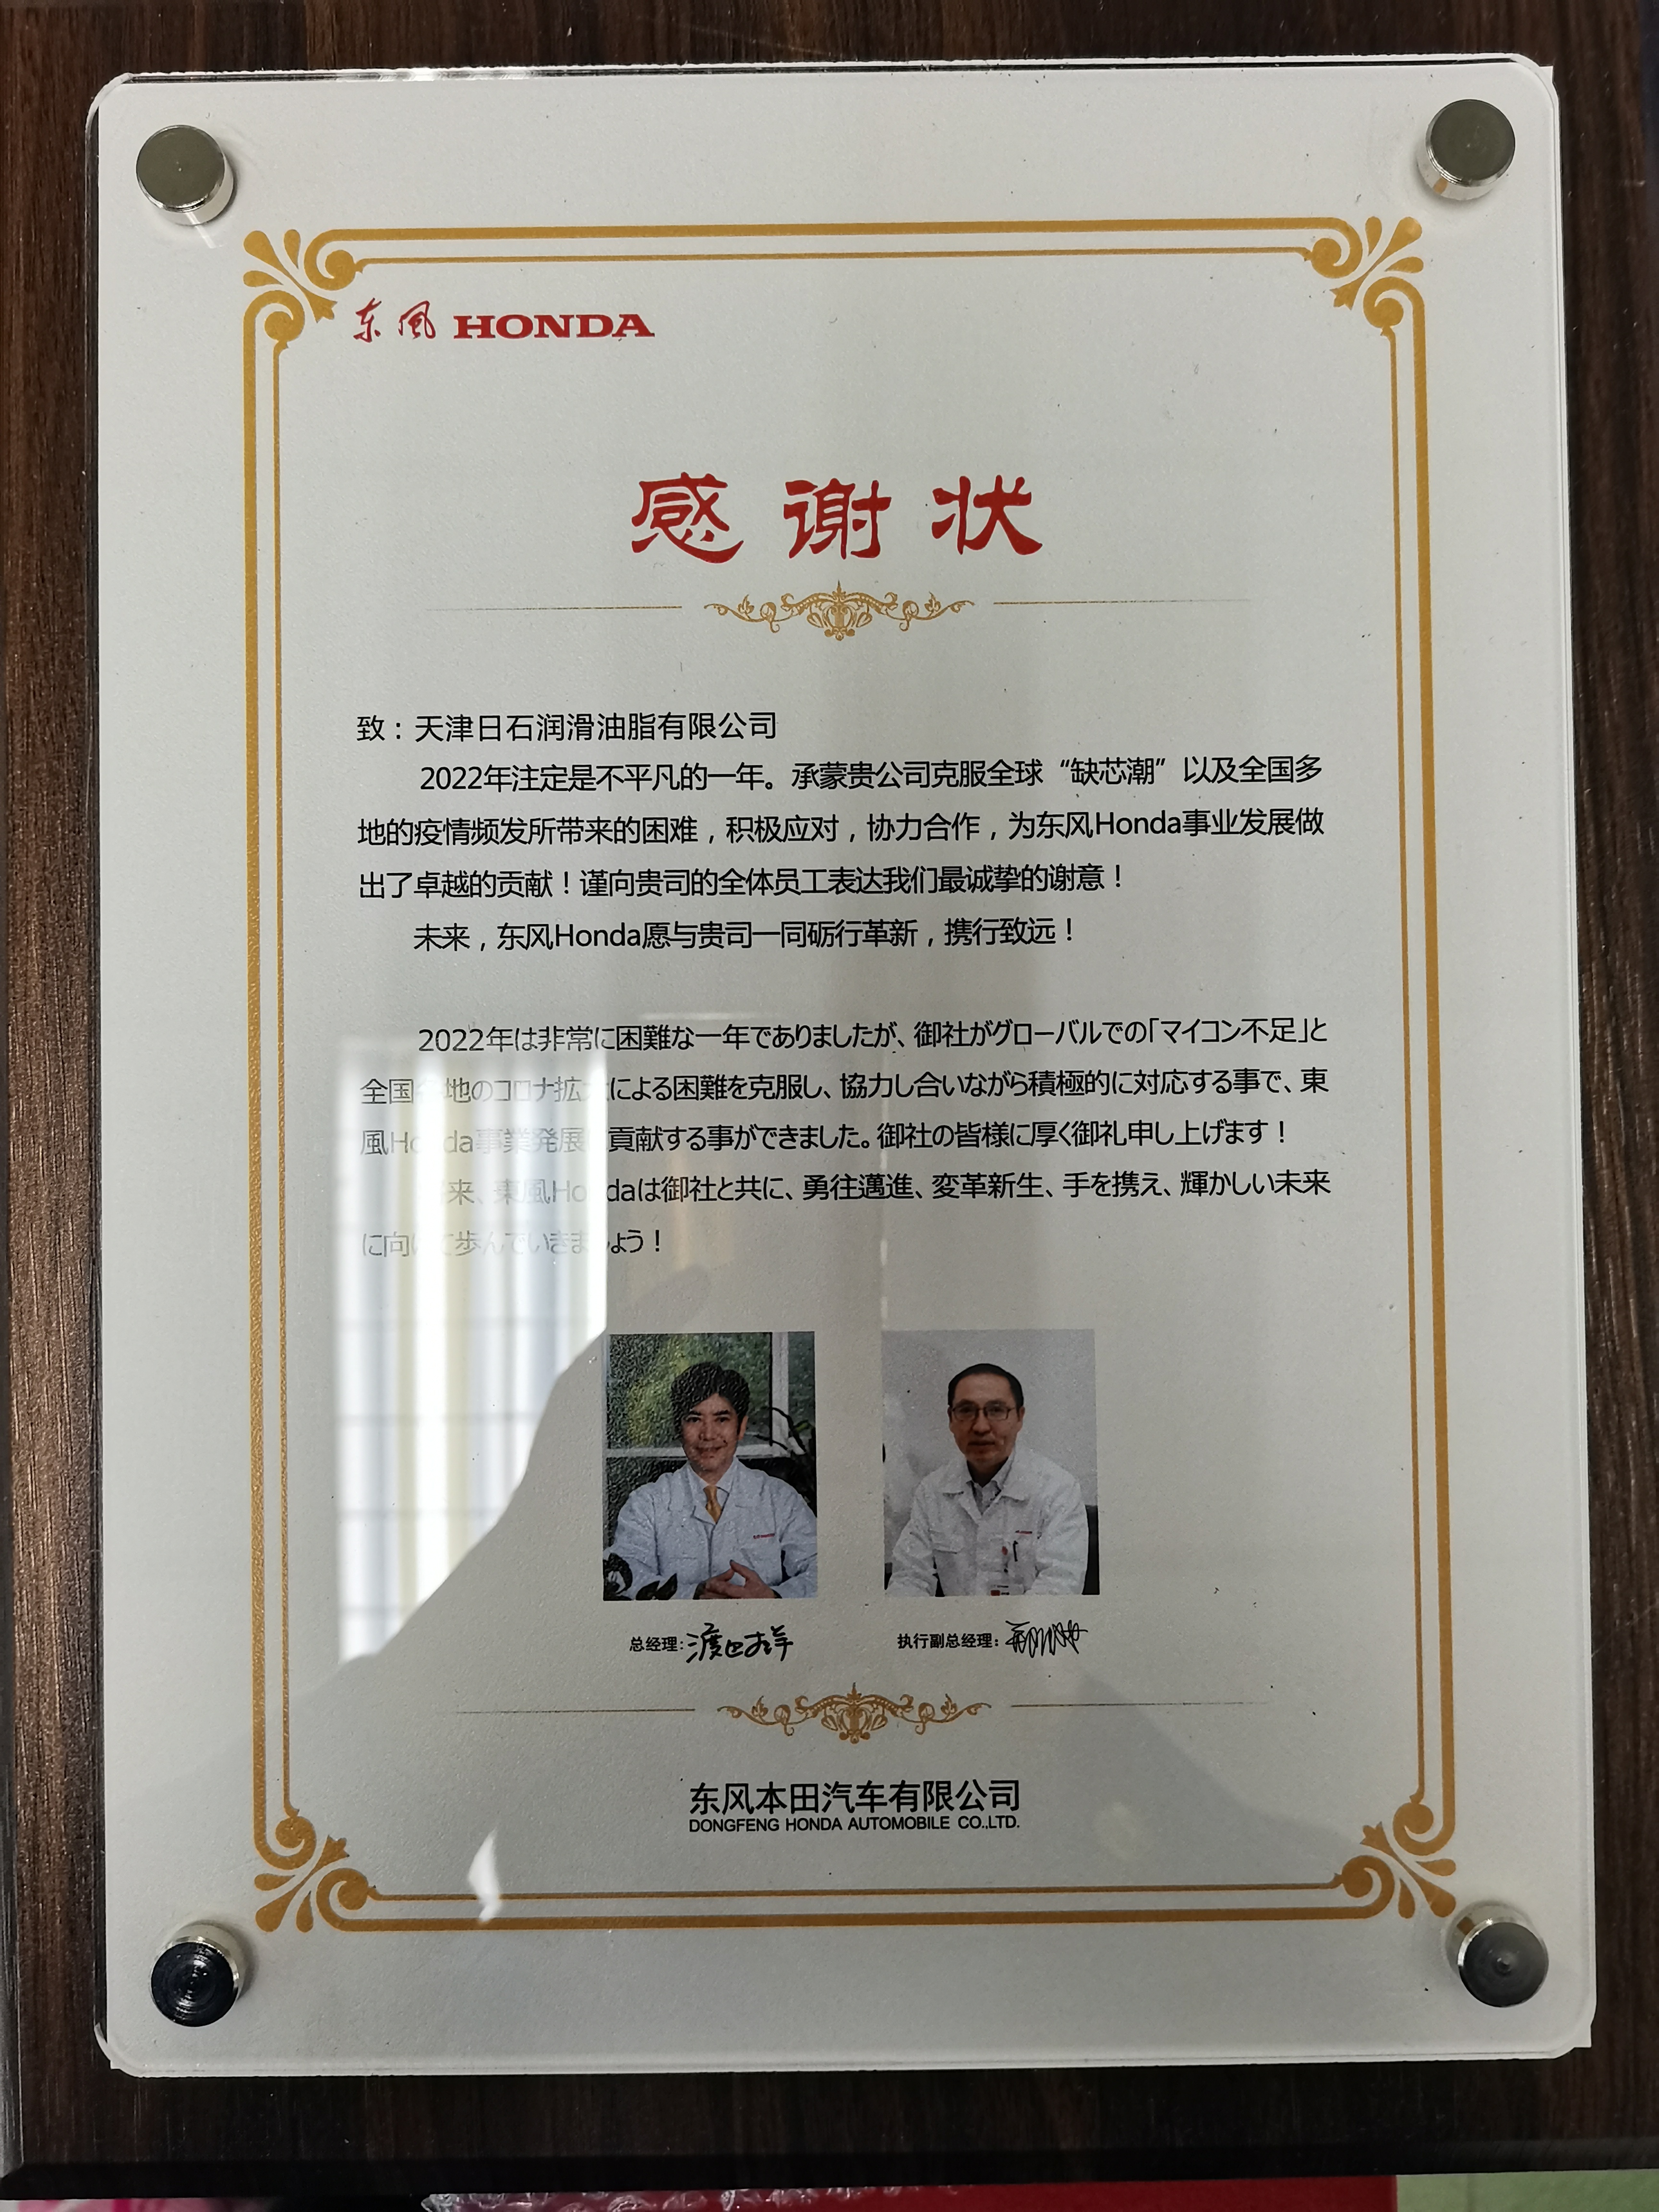 东风 HONDA
感谢状
致：天津日石润滑油脂有限公司
2022年注定是不平凡的一年。承蒙贵公司克服全球“缺芯潮”以及全国多
地的疫情频发所带来的困难，积极应对，协力合作，为东风Honda事业发展做
出了卓越的贡献！谨向贵司的全体员工表达我们最诚挚的谢意！
未来，东风Honda愿与贵司一同砺行革新，携行致远！
2022年は非常に困難な一年でありましたが、御社がグローバルでの「マイコン不足」と
全国各地のコロナ拡大による困難を克服し、協力し合いながら積極的に対応する事で、東
風Honda事業発展に貢献する事ができました。御社の皆様に厚く御礼申し上げます！
来、東風Hondaは御社と共に、勇往邁進、変革新生、手を携え、輝かしい未来
に向けて歩んでいきましょう！
总经理：
执行副总经理：
东风本田汽车有限公司
DONGFENG HONDA AUTOMOBILE CO.,LTD.